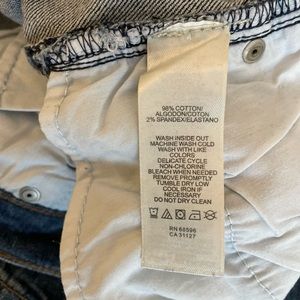 98% COTTON/
ALGODON/COTON
2% SPANDEX/ELASTANO
WASH INSIDE OUT
MACHINE WASH COLD
WASH WITH LIKE
COLORS
DELICATE CYCLE
NON-CHLORINE
BLEACH WHEN NEEDED
REMOVE PROMPTLY
TUMBLE DRY LOW
COOL IRON IF
NECESSARY
DO NOT DRY CLEAN
RN 68596
CA 31127